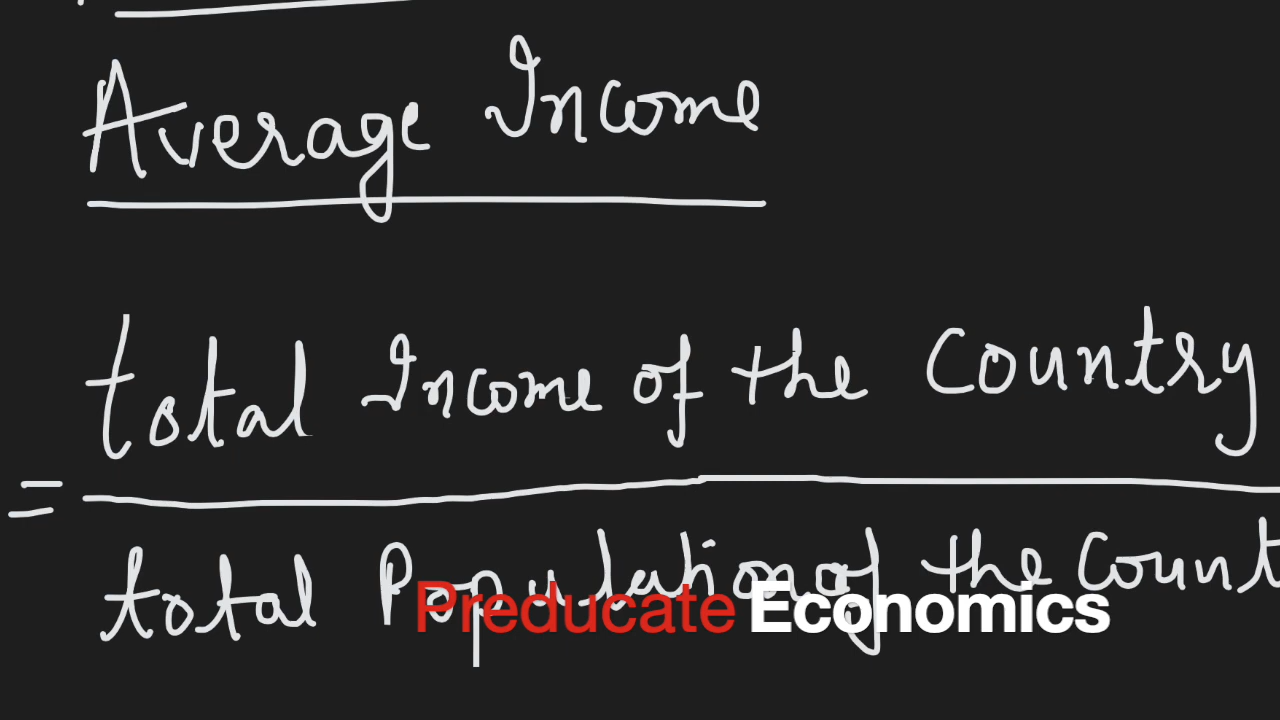 Average Income
total Income of the Country
=
total Population of the Count
Preducate Economics